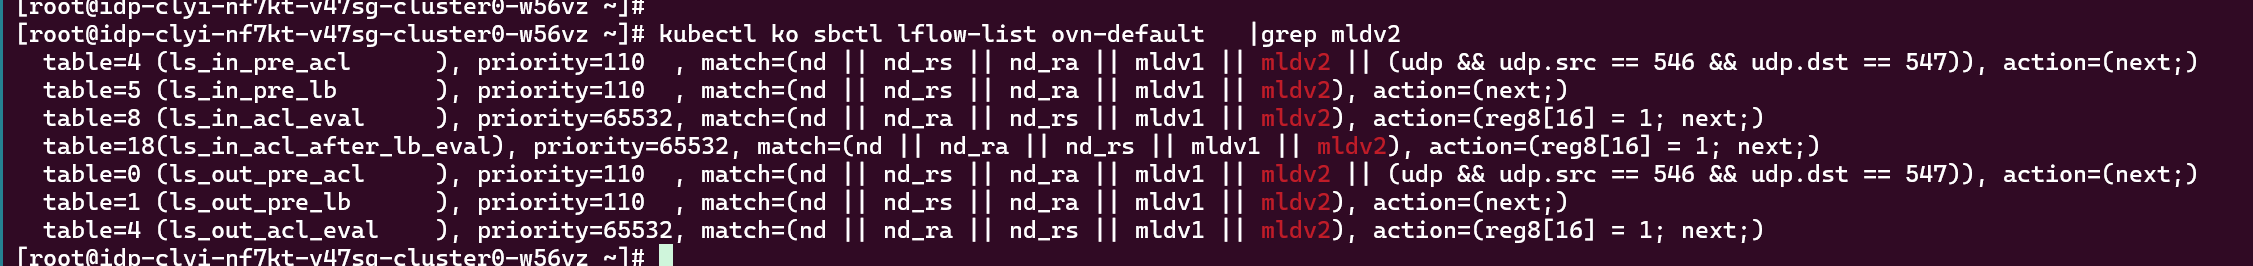 [root@idp-clyi-nf7kt-v47sg-cluster0-w56vz ~]#
[root@idp-clyi-nf7kt-v47sg-cluster0-w56vz ~]# kubectl ko sbctl lflow-list ovn-default   |grep mldv2
  table=4 (ls_in_pre_acl      ), priority=110  , match=(nd || nd_rs || nd_ra || mldv1 || mldv2 || (udp && udp.src == 546 && udp.dst == 547)), action=(next;)
  table=5 (ls_in_pre_lb       ), priority=110  , match=(nd || nd_rs || nd_ra || mldv1 || mldv2), action=(next;)
  table=8 (ls_in_acl_eval     ), priority=65532, match=(nd || nd_ra || nd_rs || mldv1 || mldv2), action=(reg8[16] = 1; next;)
  table=18(ls_in_acl_after_lb_eval), priority=65532, match=(nd || nd_ra || nd_rs || mldv1 || mldv2), action=(reg8[16] = 1; next;)
  table=0 (ls_out_pre_acl     ), priority=110  , match=(nd || nd_rs || nd_ra || mldv1 || mldv2 || (udp && udp.src == 546 && udp.dst == 547)), action=(next;)
  table=1 (ls_out_pre_lb      ), priority=110  , match=(nd || nd_rs || nd_ra || mldv1 || mldv2), action=(next;)
  table=4 (ls_out_acl_eval    ), priority=65532, match=(nd || nd_ra || nd_rs || mldv1 || mldv2), action=(reg8[16] = 1; next;)
[root@idp-clyi-nf7kt-v47sg-cluster0-w56vz ~]#